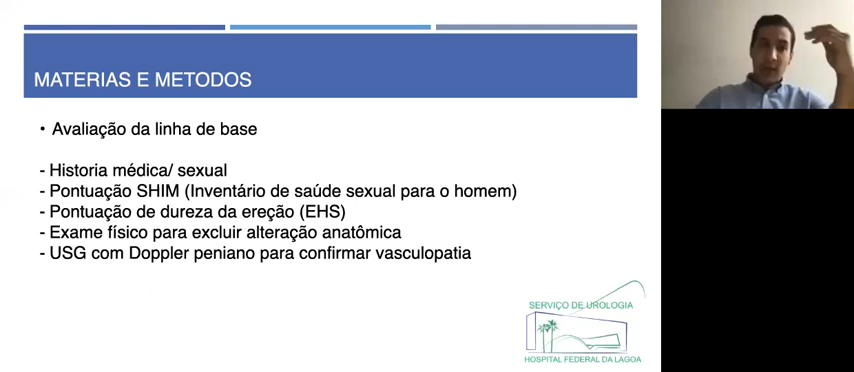 MATERIAS E METODOS
• Avaliação da linha de base
- Historia médica/ sexual
- Pontuação SHIM (Inventário de saúde sexual para o homem)
- Pontuação de dureza da ereção (EHS)
- Exame físico para excluir alteração anatômica
- USG com Doppler peniano para confirmar vasculopatia
SERVIÇO DE UROLOGIA
HOSPITAL FEDERAL DA LAGOA